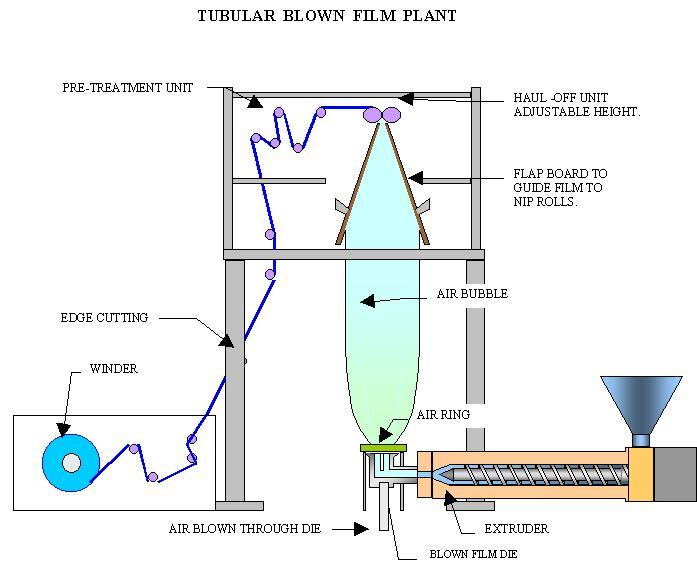 TUBULAR BLOWN FILM PLANT
PRE-TREATMENT UNIT
HAUL -OFF UNIT
ADJUSTABLE HEIGHT.
FLAP BOARD TO
GUIDE FILM TO
NIP ROLLS.
AIR BUBBLE
EDGE CUTTING
WINDER
AIR RING
AIR BLOWN THROUGH DIE
EXTRUDER
BLOWN FILM DIE